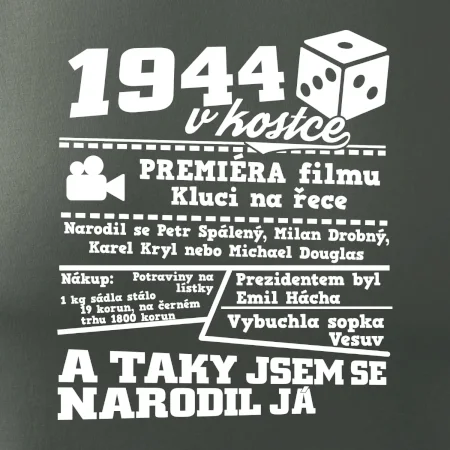 1944
v kostce
PREMIÉRA filmu
Kluci na řece
Narodil se Petr Spálený, Milan Drobný,
Karel Kryl nebo Michael Douglas
Nákup: Potraviny na
lístky
1 kg sádla stálo
19 korun, na černém
trhu 1800 korun
Prezidentem byl
Emil Hácha
Vybuchla sopka
Vesuv
A TAKY JSEM SE
NARODIL JÁ